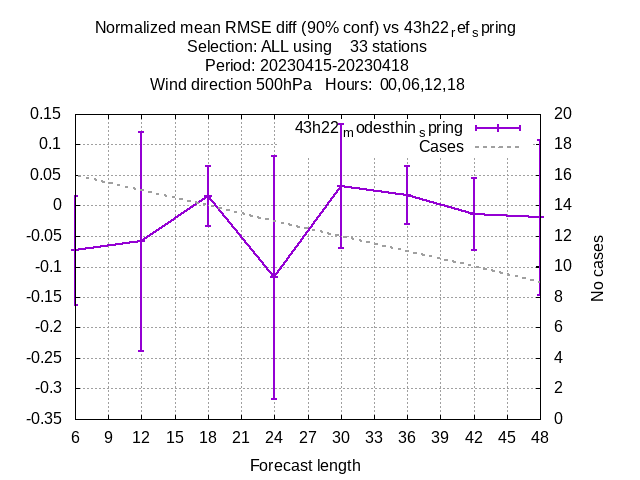 Normalized mean RMSE diff (90% conf) vs 43h22refspring
Selection: ALL using 33 stations
Period: 20230415-20230418
Wind direction 500hPa Hours: 00,06,12,18
0.15 20
43h22modesthinspring
0.1 18
Cases
0.05 16
0 14
-0.05 12
-0.1 10
-0.15 8
-0.2 6
-0.25 4
-0.3 2
-0.35 0
No cases
6 9 12 15 18 21 24 27 30 33 36 39 42 45 48
Forecast length